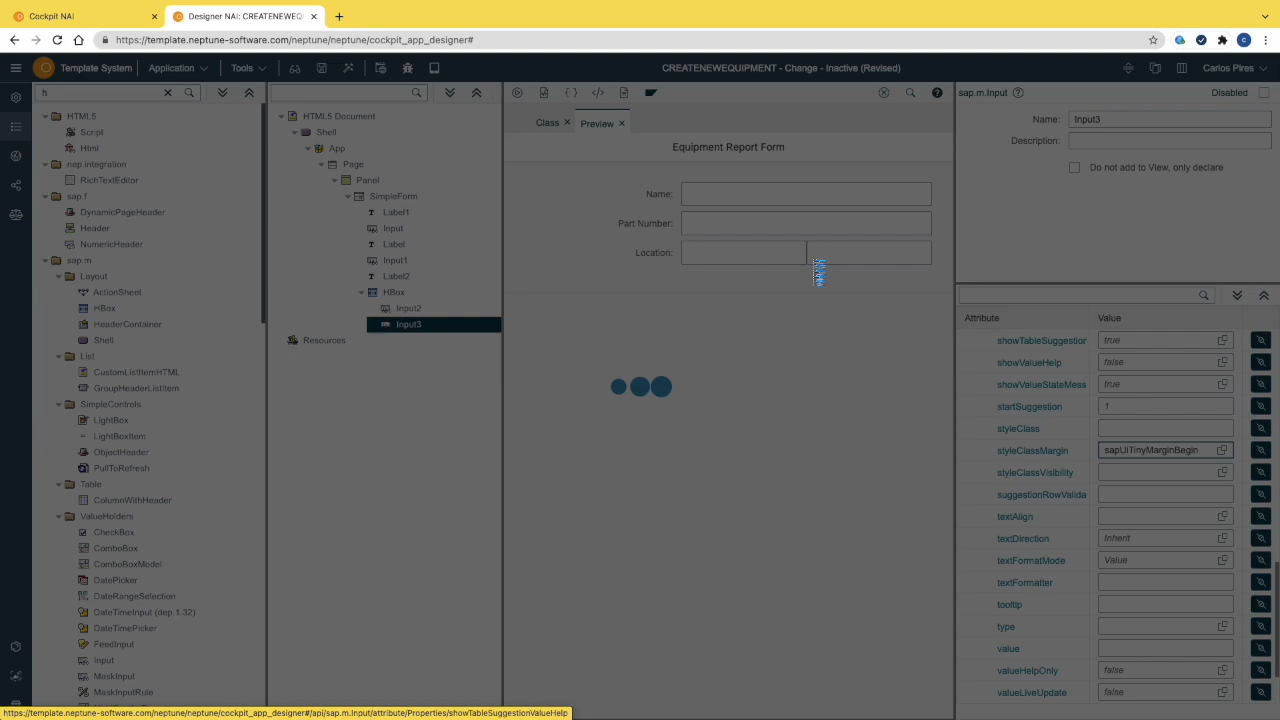 Cockpit NAI
Designer NAI: CREATENEWEQ
https://template.neptune-software.com/neptune/neptune/cockpit_app_designer#
Template System
Application
Tools
CREATENEWEQUIPMENT - Change - Inactive (Revised)
Carlos Pires
h
HTML5
Script
Html
nep.integration
RichTextEditor
sap.f
DynamicPageHeader
Header
NumericHeader
sap.m
Layout
ActionSheet
HBox
HeaderContainer
Shell
List
CustomListItemHTML
GroupHeaderListItem
SimpleControls
LightBox
LightBoxItem
ObjectHeader
PullToRefresh
Table
ColumnWithHeader
ValueHolders
CheckBox
ComboBox
ComboBoxModel
DatePicker
DateRangeSelection
DateTimeInput (dep.1.32)
DateTimePicker
FeedInput
Input
MaskInput
MaskInputRule
HTML5 Document
Shell
App
Page
Panel
SimpleForm
Label1
Input
Label
Input1
Label2
HBox
Input2
Input3
Resources
Class
Preview
Equipment Report Form
Name:
Part Number:
Location:
sap.m.Input
Disabled
Name:
Input3
Description:
Do not add to View, only declare
Attribute
Value
showTableSuggestior
true
showValueHelp
false
showValueStateMess
true
startSuggestion
1
styleClass
styleClassMargin
sapUiTinyMarginBegin
styleClassVisibility
suggestionRowValida
textAlign
textDirection
Inherit
textFormatMode
Value
textFormatter
tooltip
type
value
valueHelpOnly
false
valueLiveUpdate
false
https://template.neptune-software.com/neptune/neptune/cockpit_app_designer#/api/sap.m.Input/attribute/Properties/showTableSuggestionValueHelp